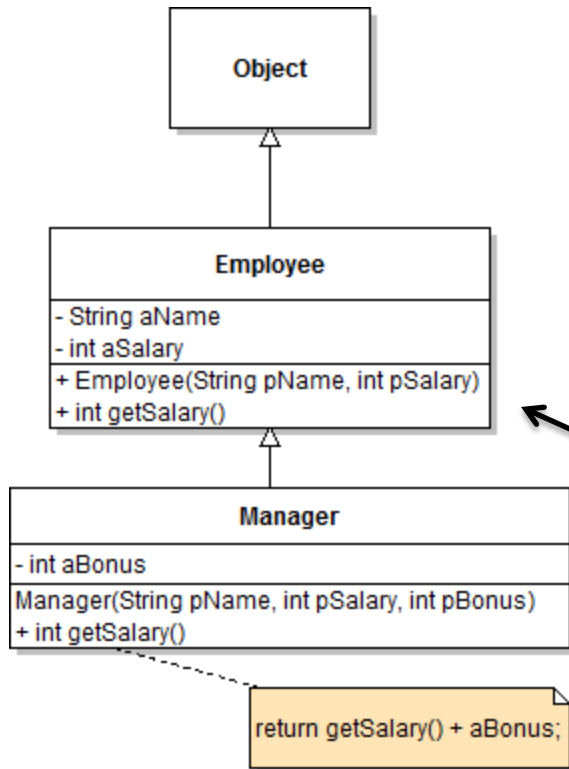 Object
Employee
- String aName
- int aSalary
+ Employee(String pName, int pSalary)
+ int getSalary()
Manager
- int aBonus
Manager(String pName, int pSalary, int pBonus)
+ int getSalary()
return getSalary() + aBonus;